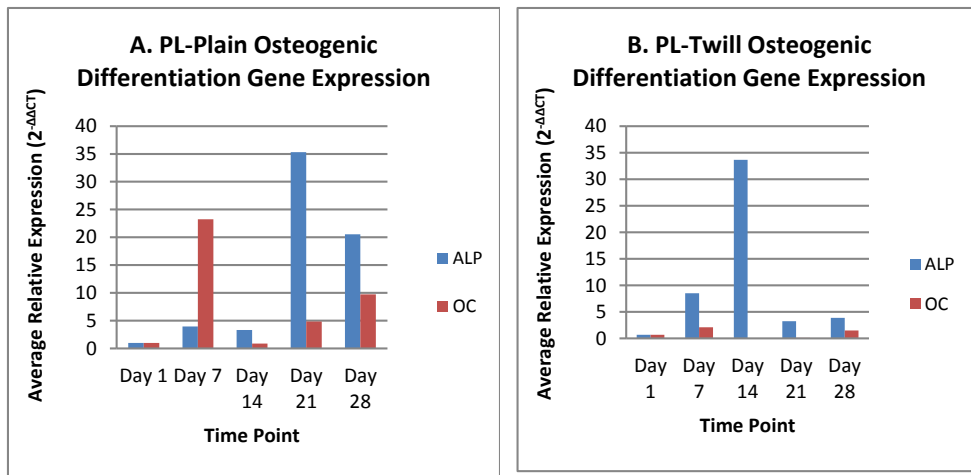 A. PL-Plain Osteogenic
Differentiation Gene Expression
Average Relative Expression (2-ΔΔCT)
40
35
30
25
20
15
10
5
0
Day 1
Day 7
Day
14
Day
21
Day
28
Time Point
ALP
OC
B. PL-Twill Osteogenic
Differentiation Gene Expression
Average Relative Expression (2-ΔΔCT)
40
35
30
25
20
15
10
5
0
Day
1
Day
7
Day
14
Day
21
Day
28
Time Point
ALP
OC